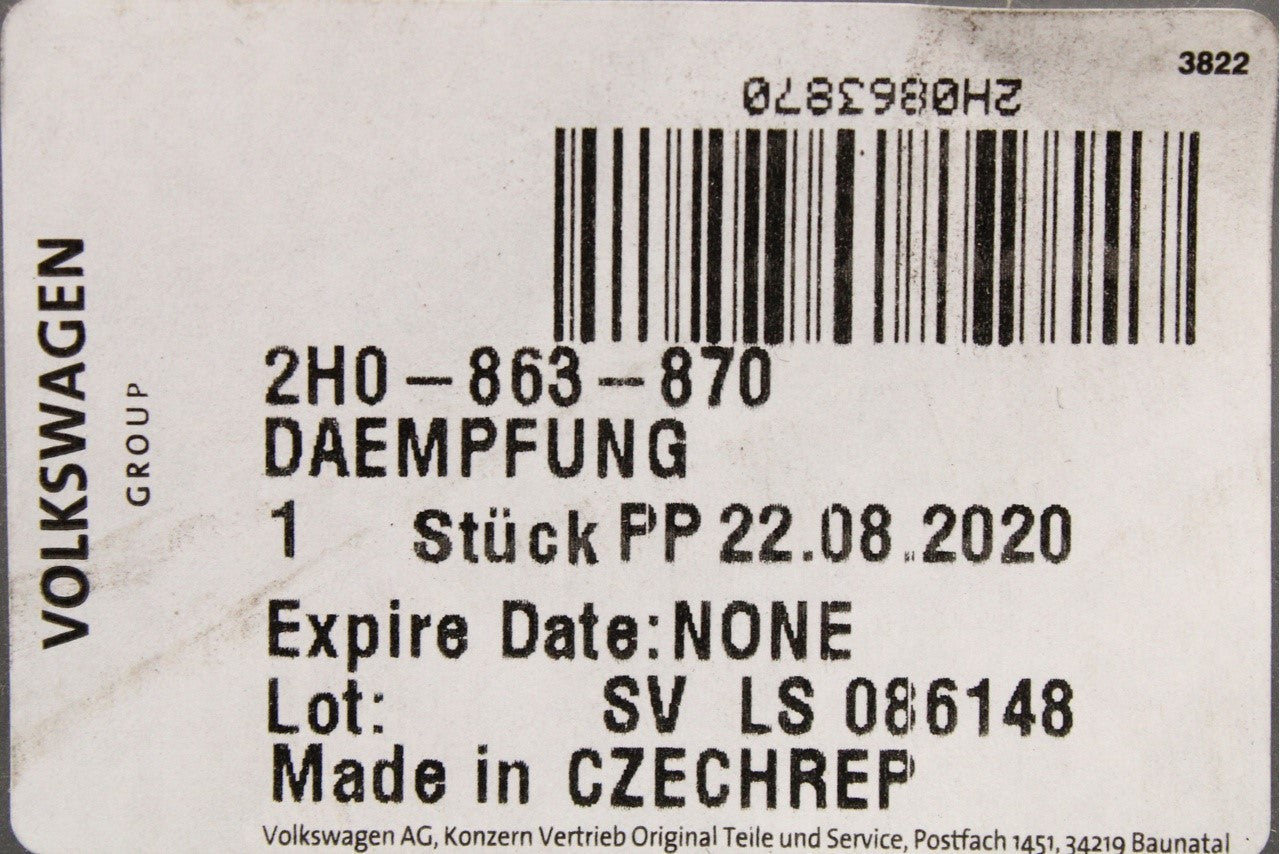 3822
2H0863870
VOLKSWAGEN
GROUP
2H0-863-870
DAEMPFUNG
1 Stück PP 22.08.2020
Expire Date:NONE
Lot: SV LS 086148
Made in CZECHREP
Volkswagen AG, Konzern Vertrieb Original Teile und Service, Postfach 1451, 34219 Baunatal